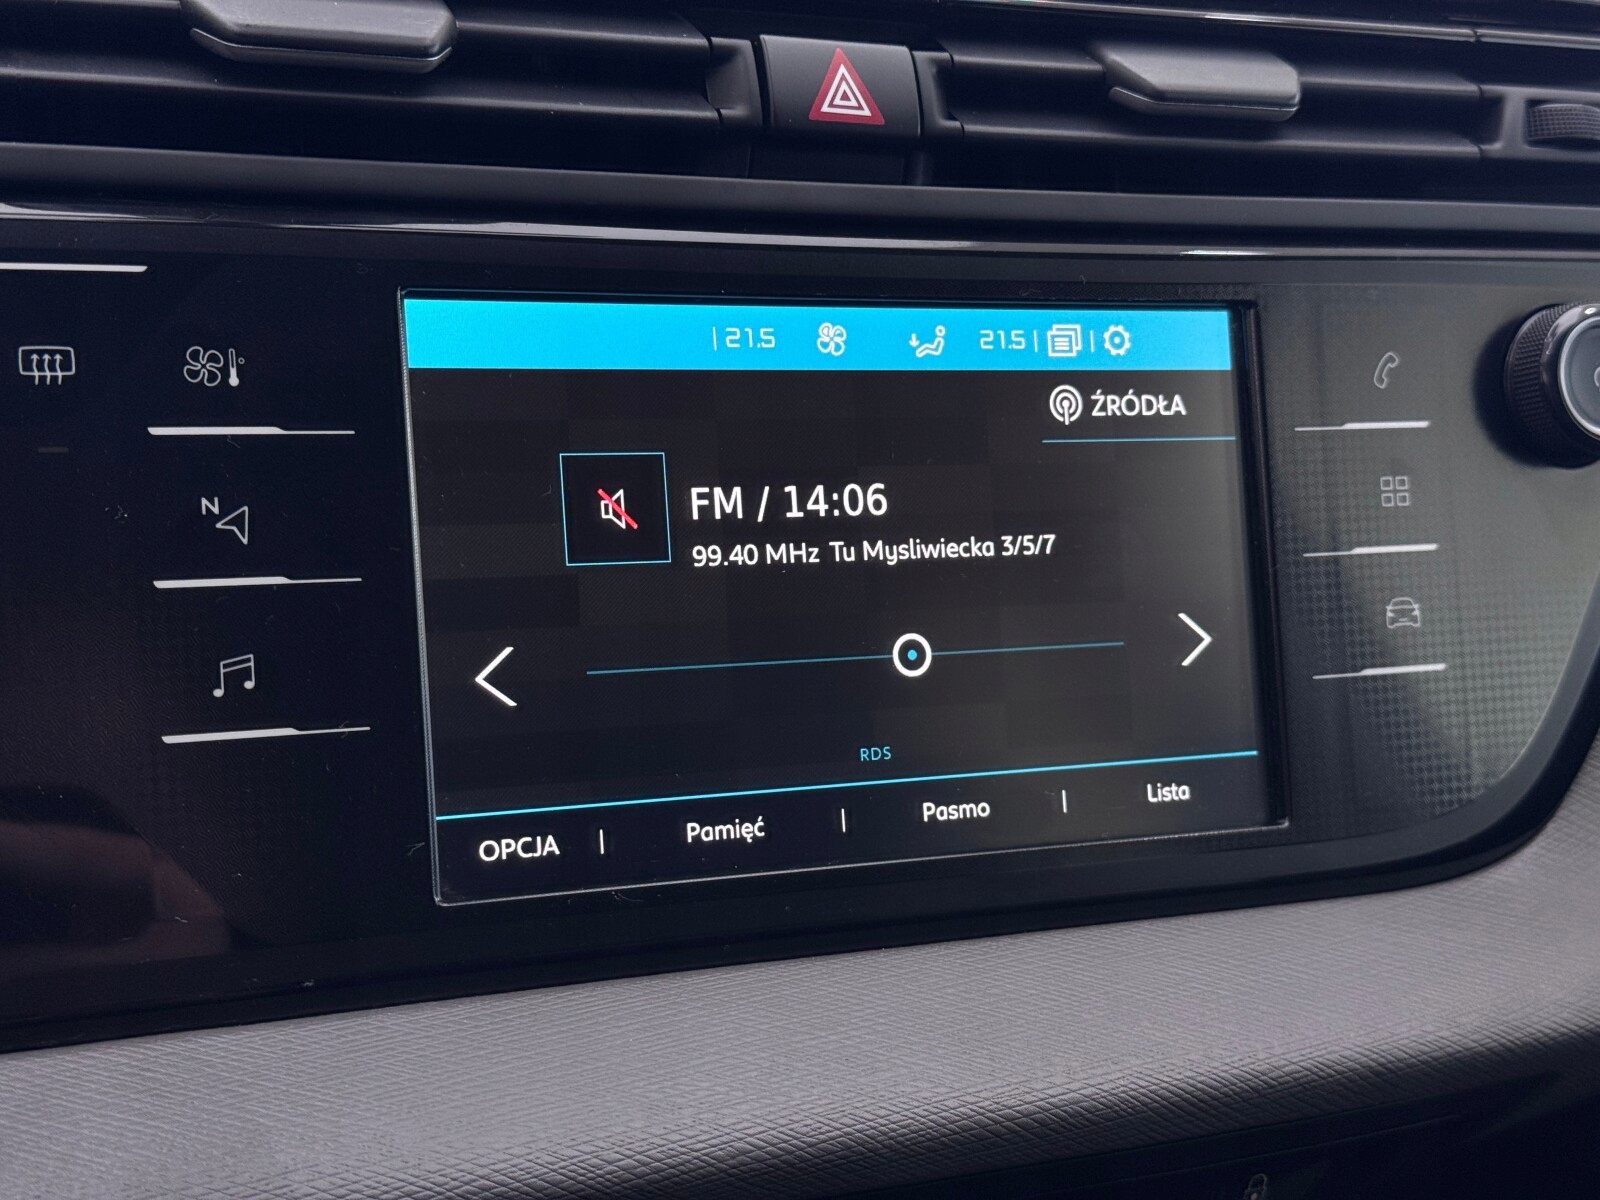 21.5 21.5
ŹRÓDŁA
FM / 14:06
99.40 MHz Tu Mysliwiecka 3/5/7
N
RDS
OPCJA | Pamięć | Pasmo | Lista